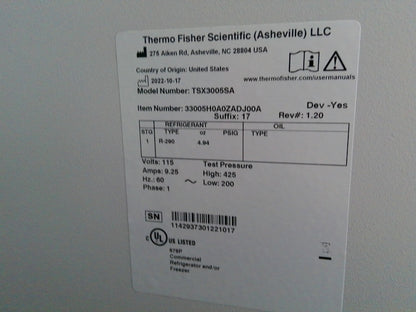 Thermo Fisher Scientific (Asheville) LLC
275 Aiken Rd, Asheville, NC 28804 USA
Country of Origin: United States
2022-10-17
www.thermofisher.com/usermanuals
Model Number: TSX3005SA
Item Number: 33005H0A0ZADJ00A Dev -Yes
Suffix: 17 Rev#: 1.20
REFRIGERANT OIL
STG TYPE oz PSIG TYPE
1 R-290 4.94
Volts: 115 Test Pressure
Amps: 9.25 High: 425
Hz.: 60 ~ Low: 200
Phase: 1
SN
1142937301221017
C UL US LISTED
676P
Commercial
Refrigerator and/or
Freezer